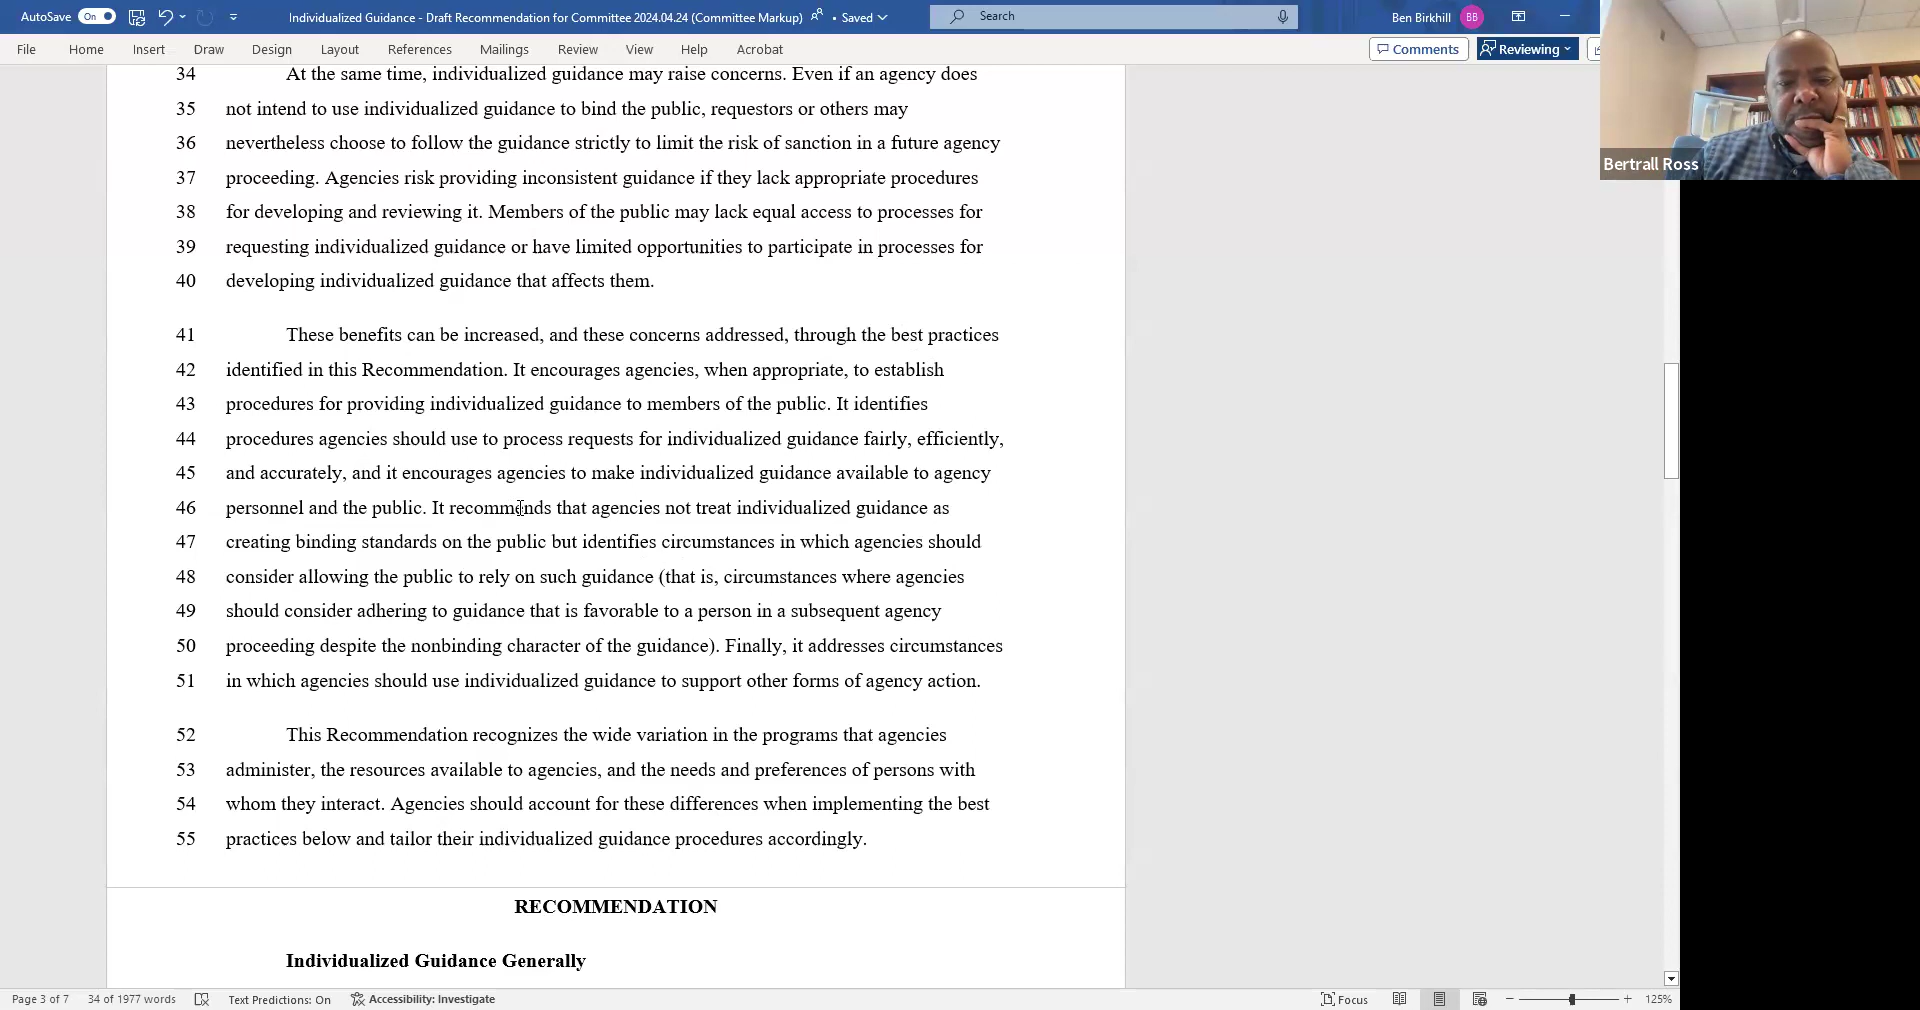 AutoSave On Individualized Guidance - Draft Recommendation for Committee 2024.04.24 (Committee Markup) • Saved Search Ben Birkhill BB
File Home Insert Draw Design Layout References Mailings Review View Help Acrobat Comments Reviewing
Bertrall Ross
34 At the same time, individualized guidance may raise concerns. Even if an agency does
35 not intend to use individualized guidance to bind the public, requestors or others may
36 nevertheless choose to follow the guidance strictly to limit the risk of sanction in a future agency
37 proceeding. Agencies risk providing inconsistent guidance if they lack appropriate procedures
38 for developing and reviewing it. Members of the public may lack equal access to processes for
39 requesting individualized guidance or have limited opportunities to participate in processes for
40 developing individualized guidance that affects them.
41 These benefits can be increased, and these concerns addressed, through the best practices
42 identified in this Recommendation. It encourages agencies, when appropriate, to establish
43 procedures for providing individualized guidance to members of the public. It identifies
44 procedures agencies should use to process requests for individualized guidance fairly, efficiently,
45 and accurately, and it encourages agencies to make individualized guidance available to agency
46 personnel and the public. It recommends that agencies not treat individualized guidance as
47 creating binding standards on the public but identifies circumstances in which agencies should
48 consider allowing the public to rely on such guidance (that is, circumstances where agencies
49 should consider adhering to guidance that is favorable to a person in a subsequent agency
50 proceeding despite the nonbinding character of the guidance). Finally, it addresses circumstances
51 in which agencies should use individualized guidance to support other forms of agency action.
52 This Recommendation recognizes the wide variation in the programs that agencies
53 administer, the resources available to agencies, and the needs and preferences of persons with
54 whom they interact. Agencies should account for these differences when implementing the best
55 practices below and tailor their individualized guidance procedures accordingly.
RECOMMENDATION
Individualized Guidance Generally
Page 3 of 7 34 of 1977 words Text Predictions: On Accessibility: Investigate Focus 125%